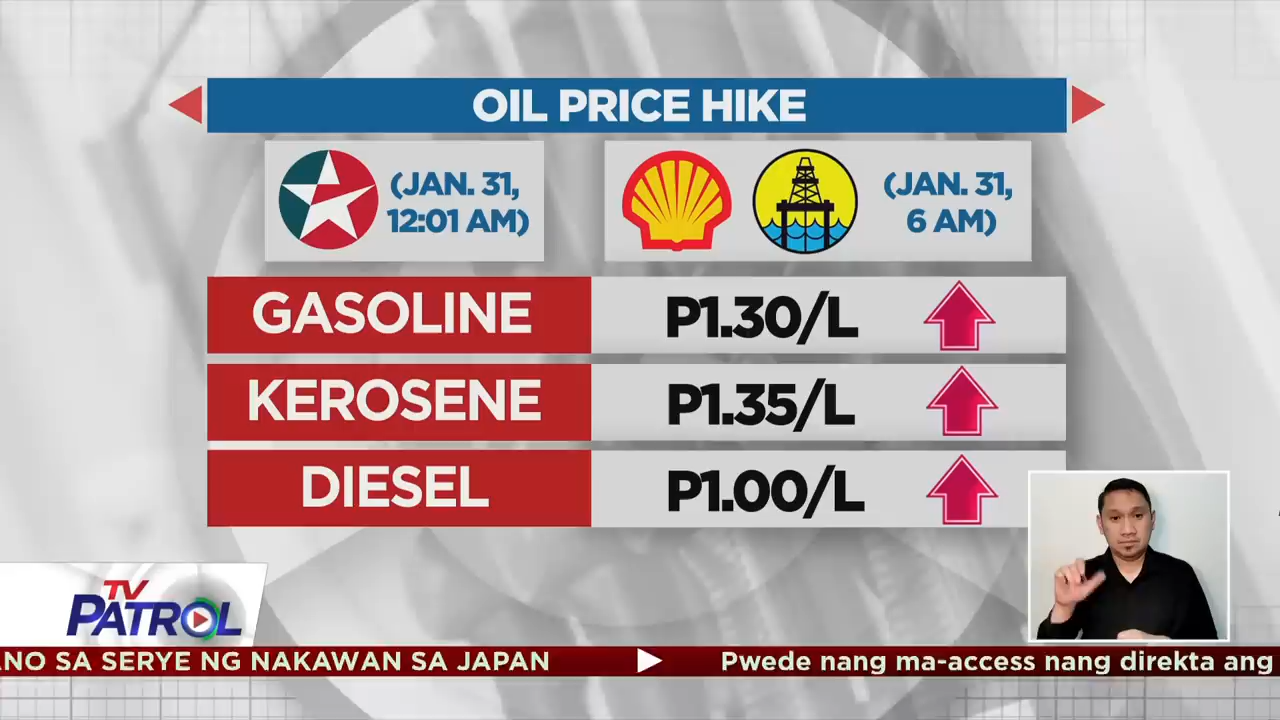 OIL PRICE HIKE
(JAN. 31,
12:01 AM)
(JAN. 31,
6 AM)
GASOLINE
P1.30/L
KEROSENE
P1.35/L
DIESEL
P1.00/L
TV
PATROL
ANO SA SERYE NG NAKAWAN SA JAPAN
Pwede nang ma-access nang direkta ang